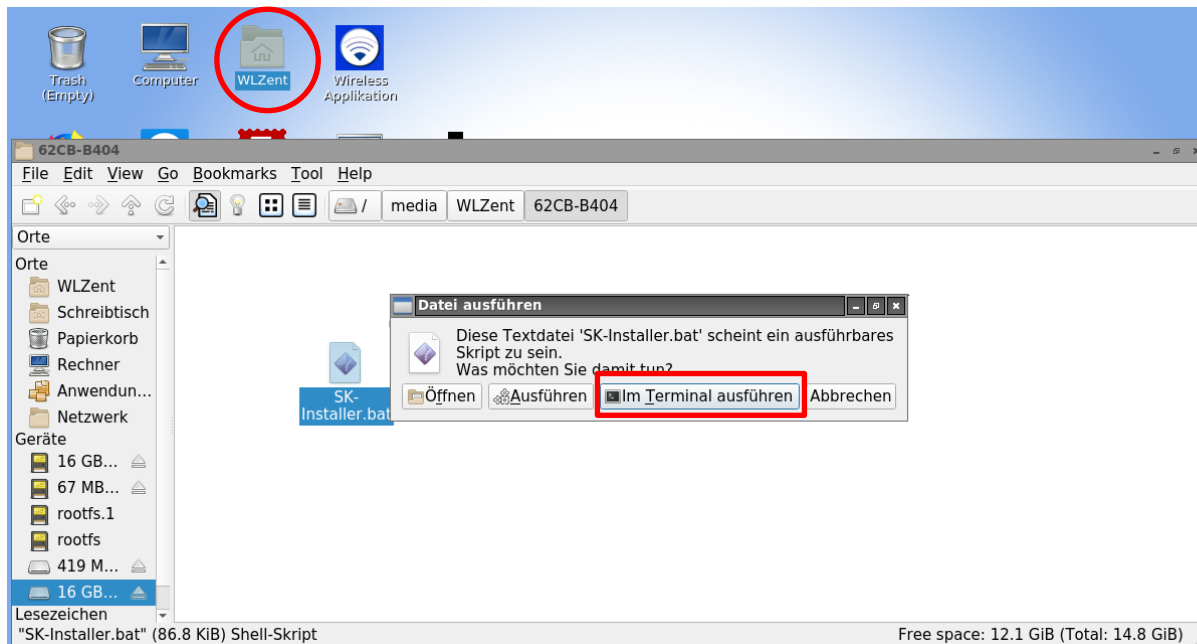 Trash
(Empty)
Computer
WLZent
Wireless
Applikation
62CB-B404
File Edit View Go Bookmarks Tool Help
/ media WLZent 62CB-B404
Orte
Orte
WLZent
Schreibtisch
Papierkorb
Rechner
Anwendun...
Netzwerk
Geräte
16 GB...
67 MB...
rootfs.1
rootfs
419 M...
16 GB...
Lesezeichen
SK-
Installer.bat
Datei ausführen
Diese Textdatei 'SK-Installer.bat' scheint ein ausführbares
Skript zu sein.
Was möchten Sie damit tun?
Öffnen Ausführen Im Terminal ausführen Abbrechen
"SK-Installer.bat" (86.8 KiB) Shell-Skript Free space: 12.1 GiB (Total: 14.8 GiB)